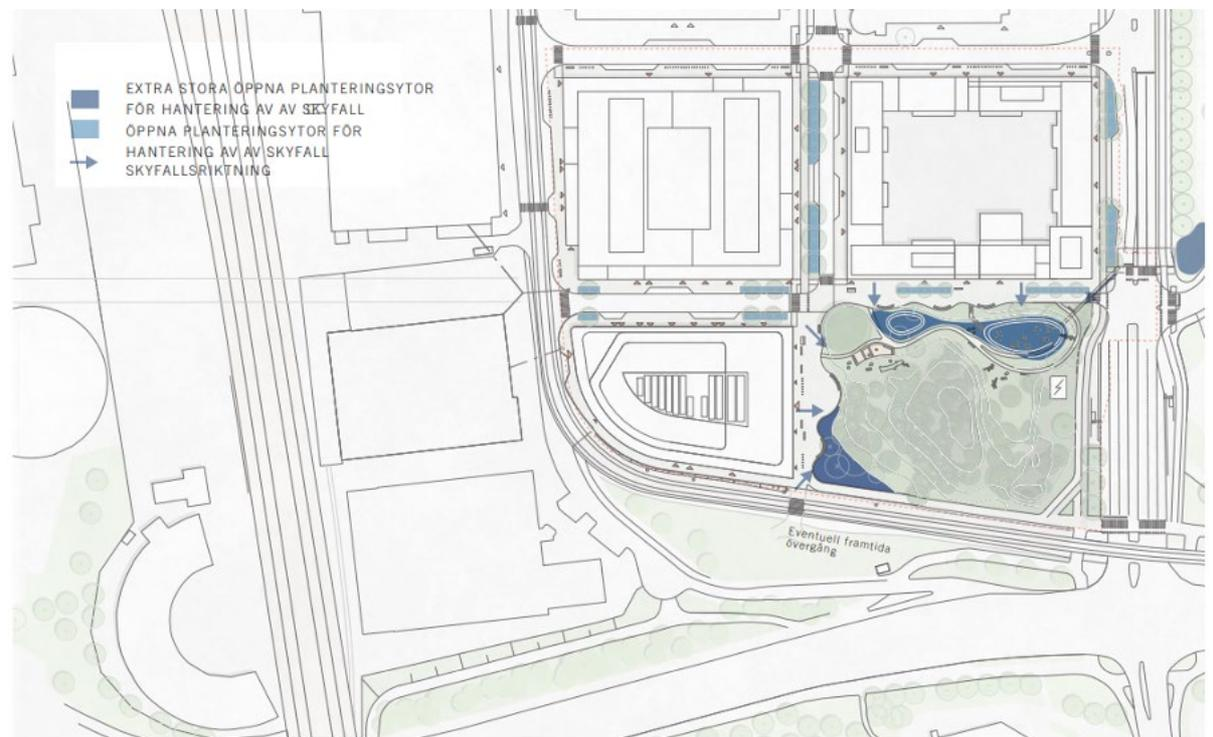 EXTRA STORA ÖPPNA PLANTERINGSYTOR
FÖR HANTERING AV AV SKYFALL
ÖPPNA PLANTERINGSYTOR FÖR
HANTERING AV AV SKYFALL
SKYFALLSRIKTNING
Eventuell framtida
övergång